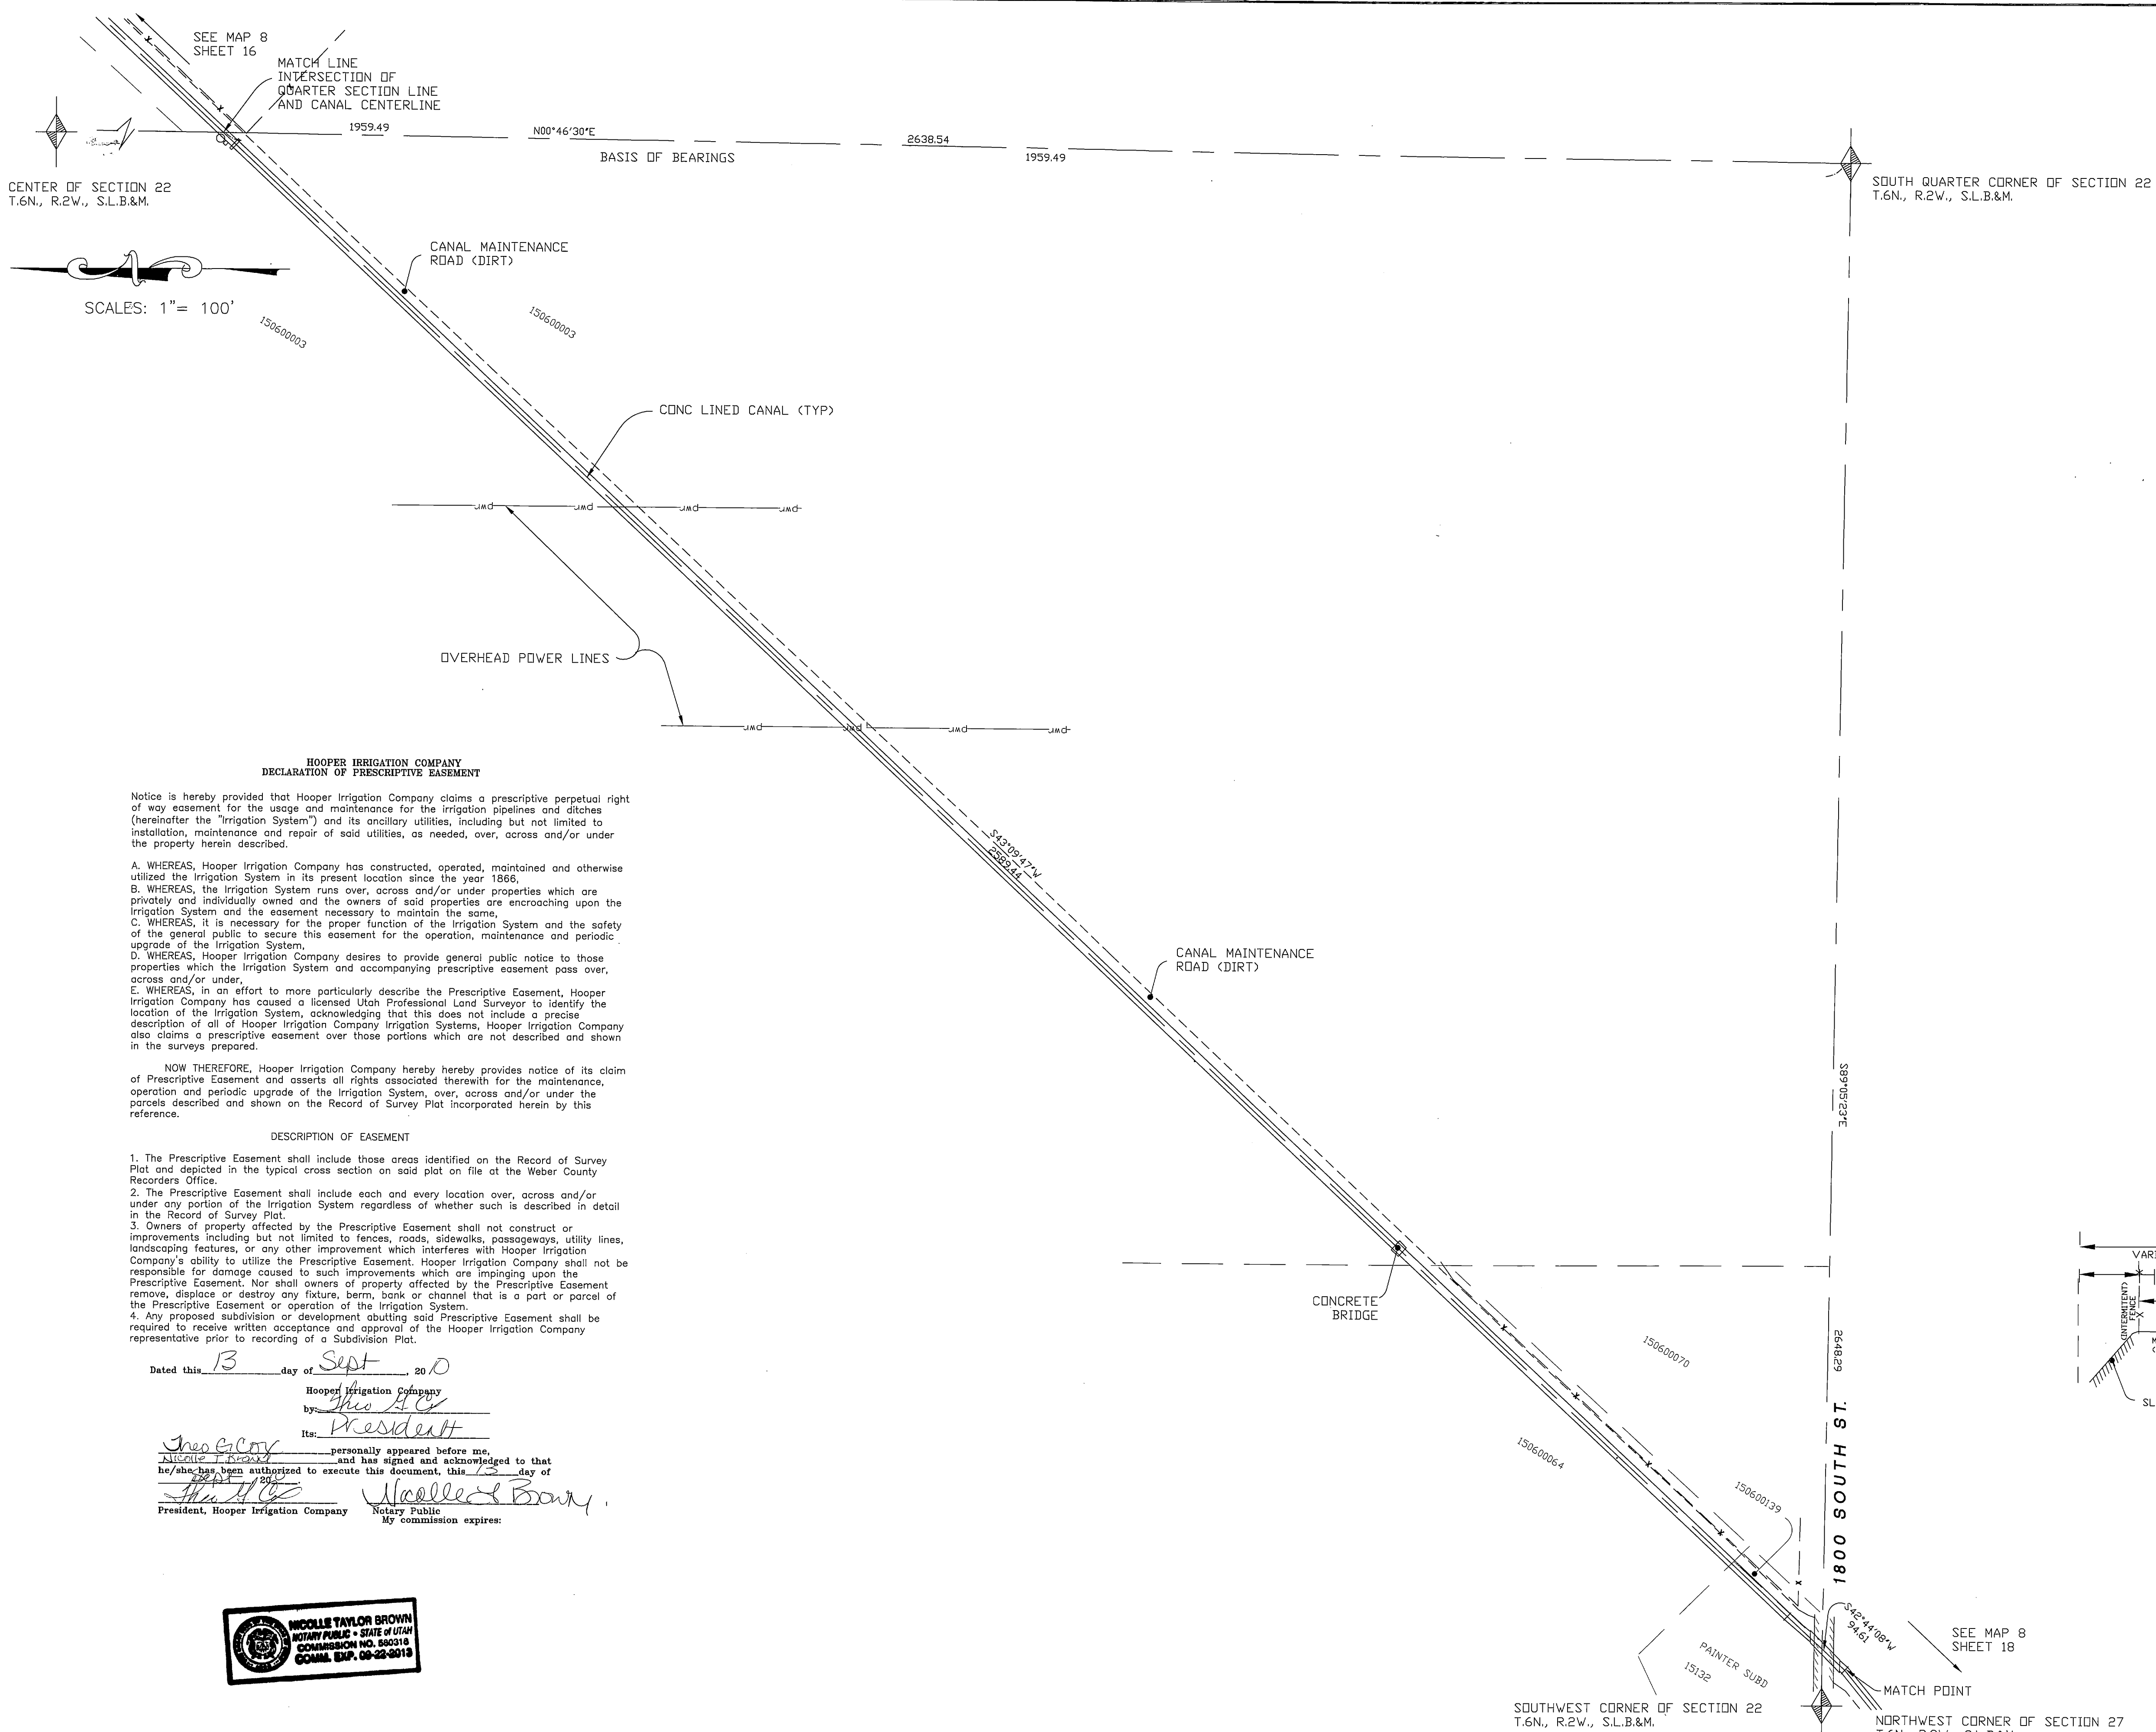 SEE MAP 8
SHEET 16
MATCH LINE
INTERSECTION OF
QUARTER SECTION LINE
AND CANAL CENTERLINE
1959.49
N00°46'30"E
2638.54
BASIS OF BEARINGS
1959.49
CENTER OF SECTION 22
T.6N., R.2W., S.L.B.&M.
SOUTH QUARTER CORNER OF SECTION 22
T.6N., R.2W., S.L.B.&M.
SCALES: 1"= 100'
150600003
CANAL MAINTENANCE
ROAD (DIRT)
150600003
CONC LINED CANAL (TYP)
pwr pwr pwr pwr
OVERHEAD POWER LINES
pwr pwr pwr pwr
HOOPER IRRIGATION COMPANY
DECLARATION OF PRESCRIPTIVE EASEMENT
Notice is hereby provided that Hooper Irrigation Company claims a prescriptive perpetual right
of way easement for the usage and maintenance for the irrigation pipelines and ditches
(hereinafter the "Irrigation System") and its ancillary utilities, including but not limited to
installation, maintenance and repair of said utilities, as needed, over, across and/or under
the property herein described.
A. WHEREAS, Hooper Irrigation Company has constructed, operated, maintained and otherwise
utilized the Irrigation System in its present location since the year 1866,
B. WHEREAS, the Irrigation System runs over, across and/or under properties which are
privately and individually owned and the owners of said properties are encroaching upon the
Irrigation System and the easement necessary to maintain the same,
C. WHEREAS, it is necessary for the proper function of the Irrigation System and the safety
of the general public to secure this easement for the operation, maintenance and periodic
upgrade of the Irrigation System,
D. WHEREAS, Hooper Irrigation Company desires to provide general public notice to those
properties which the Irrigation System and accompanying prescriptive easement pass over,
across and/or under,
E. WHEREAS, in an effort to more particularly describe the Prescriptive Easement, Hooper
Irrigation Company has caused a licensed Utah Professional Land Surveyor to identify the
location of the Irrigation System, acknowledging that this does not include a precise
description of all of Hooper Irrigation Company Irrigation Systems, Hooper Irrigation Company
also claims a prescriptive easement over those portions which are not described and shown
in the surveys prepared.
NOW THEREFORE, Hooper Irrigation Company hereby hereby provides notice of its claim
of Prescriptive Easement and asserts all rights associated therewith for the maintenance,
operation and periodic upgrade of the Irrigation System, over, across and/or under the
parcels described and shown on the Record of Survey Plat incorporated herein by this
reference.
DESCRIPTION OF EASEMENT
1. The Prescriptive Easement shall include those areas identified on the Record of Survey
Plat and depicted in the typical cross section on said plat on file at the Weber County
Recorders Office.
2. The Prescriptive Easement shall include each and every location over, across and/or
under any portion of the Irrigation System regardless of whether such is described in detail
in the Record of Survey Plat.
3. Owners of property affected by the Prescriptive Easement shall not construct or
improvements including but not limited to fences, roads, sidewalks, passageways, utility lines,
landscaping features, or any other improvement which interferes with Hooper Irrigation
Company's ability to utilize the Prescriptive Easement. Hooper Irrigation Company shall not be
responsible for damage caused to such improvements which are impinging upon the
Prescriptive Easement. Nor shall owners of property affected by the Prescriptive Easement
remove, displace or destroy any fixture, berm, bank or channel that is a part or parcel of
the Prescriptive Easement or operation of the Irrigation System.
4. Any proposed subdivision or development abutting said Prescriptive Easement shall be
required to receive written acceptance and approval of the Hooper Irrigation Company
representative prior to recording of a Subdivision Plat.
Dated this 13 day of Sept, 2010
Hooper Irrigation Company
by: Theo G Cox
Its: President
Theo G Cox personally appeared before me,
Nicolle T. Brown and has signed and acknowledged to that
he/she has been authorized to execute this document, this 13 day of
Sept 2010.
President, Hooper Irrigation Company
Nicolle T Brown
Notary Public
My commission expires:
NICOLLE TAYLOR BROWN
NOTARY PUBLIC • STATE of UTAH
COMMISSION NO. 580316
COMM. EXP. 09-22-2013
S43°09'47"W
2589.44
CANAL MAINTENANCE
ROAD (DIRT)
S89°05'23"E
CONCRETE
BRIDGE
2648.29
150600070
150600064
150600139
1800 SOUTH ST.
S42°44'08"W
94.61
SEE MAP 8
SHEET 18
PAINTER SUBD
15132
MATCH POINT
SOUTHWEST CORNER OF SECTION 22
T.6N., R.2W., S.L.B.&M.
NORTHWEST CORNER OF SECTION 27
(INTERMITENT)
FENCE